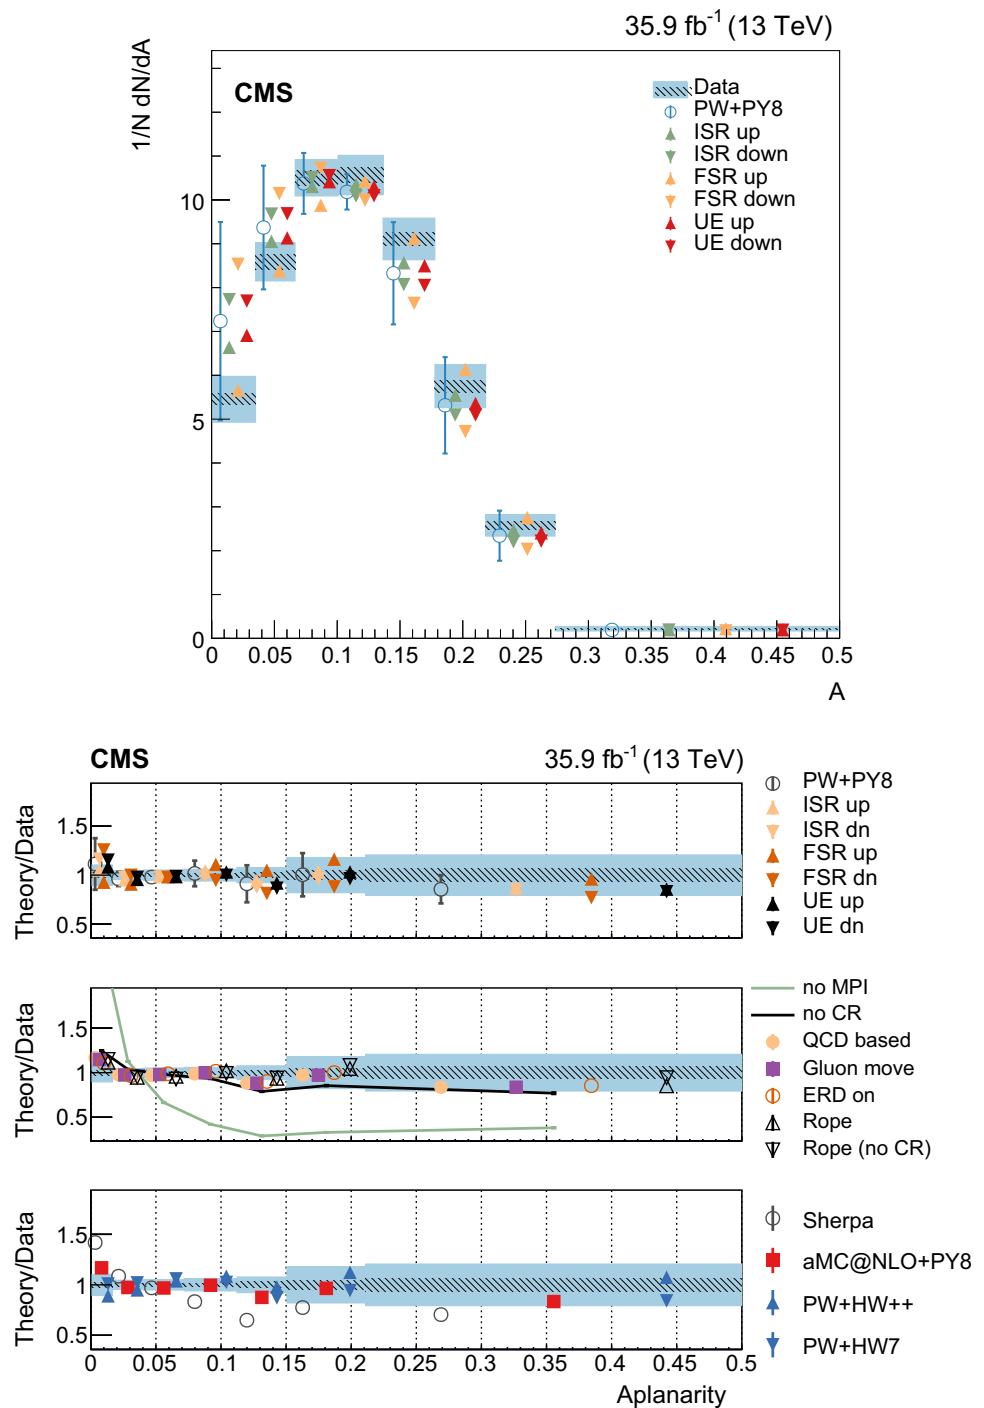 35.9 fb⁻¹ (13 TeV)
1/N dN/dA
CMS
Data
PW+PY8
ISR up
ISR down
FSR up
FSR down
UE up
UE down
10
5
0
0 0.05 0.1 0.15 0.2 0.25 0.3 0.35 0.4 0.45 0.5
A
CMS 35.9 fb⁻¹ (13 TeV)
Theory/Data
1.5
1
0.5
PW+PY8
ISR up
ISR dn
FSR up
FSR dn
UE up
UE dn
Theory/Data
1.5
1
0.5
no MPI
no CR
QCD based
Gluon move
ERD on
Rope
Rope (no CR)
Theory/Data
1.5
1
0.5
Sherpa
aMC@NLO+PY8
PW+HW++
PW+HW7
0 0.05 0.1 0.15 0.2 0.25 0.3 0.35 0.4 0.45 0.5
Aplanarity